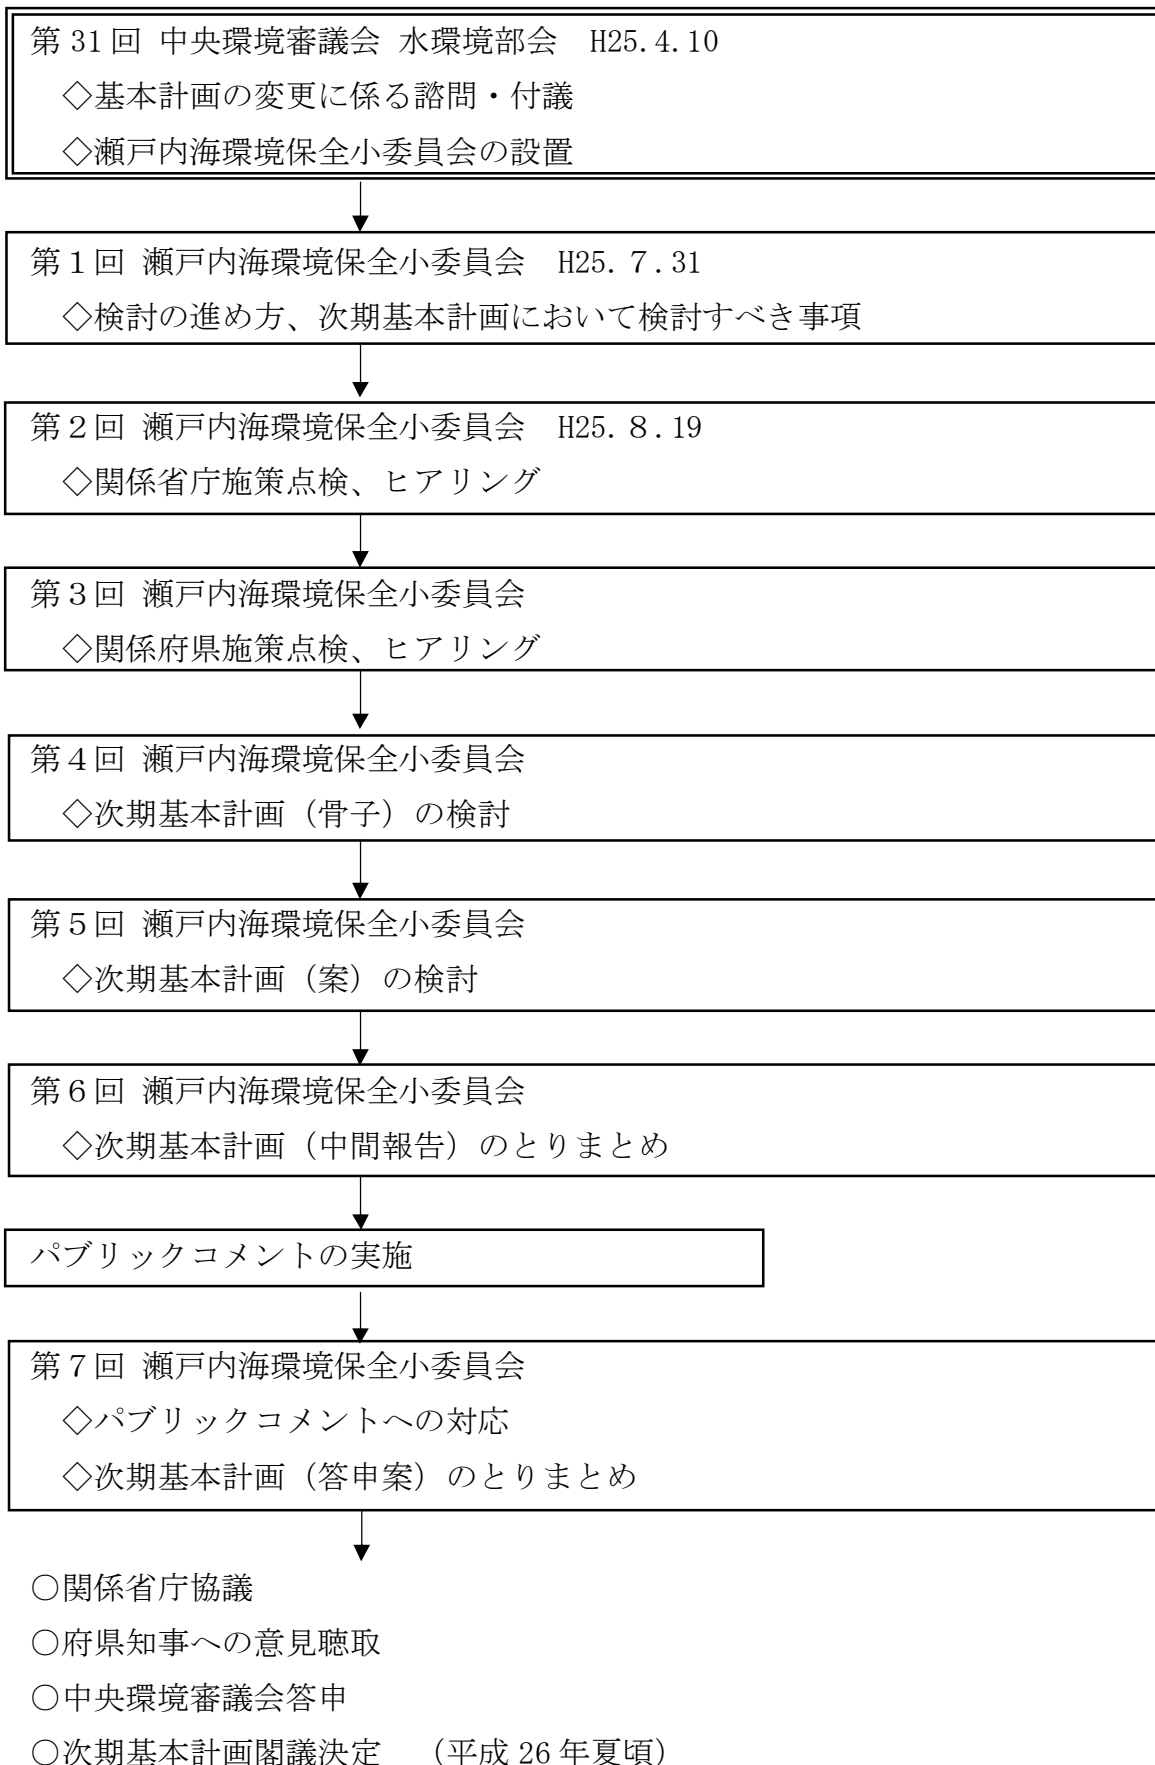 第31回 中央環境審議会 水環境部会　H25.4.10
◇基本計画の変更に係る諮問・付議
◇瀬戸内海環境保全小委員会の設置
第１回 瀬戸内海環境保全小委員会　H25.７.31
◇検討の進め方、次期基本計画において検討すべき事項
第２回 瀬戸内海環境保全小委員会　H25.８.19
◇関係省庁施策点検、ヒアリング
第３回 瀬戸内海環境保全小委員会
◇関係府県施策点検、ヒアリング
第４回 瀬戸内海環境保全小委員会
◇次期基本計画（骨子）の検討
第５回 瀬戸内海環境保全小委員会
◇次期基本計画（案）の検討
第６回 瀬戸内海環境保全小委員会
◇次期基本計画（中間報告）のとりまとめ
パブリックコメントの実施
第７回 瀬戸内海環境保全小委員会
◇パブリックコメントへの対応
◇次期基本計画（答申案）のとりまとめ
○関係省庁協議
○府県知事への意見聴取
○中央環境審議会答申
○次期基本計画閣議決定　（平成26年夏頃）